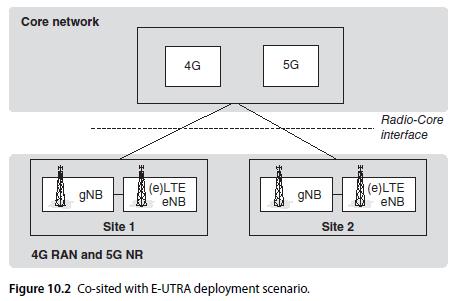 Core network
4G
5G
Radio-Core
interface
gNB
(e)LTE
eNB
gNB
(e)LTE
eNB
Site 1
Site 2
4G RAN and 5G NR
Figure 10.2 Co-sited with E-UTRA deployment scenario.